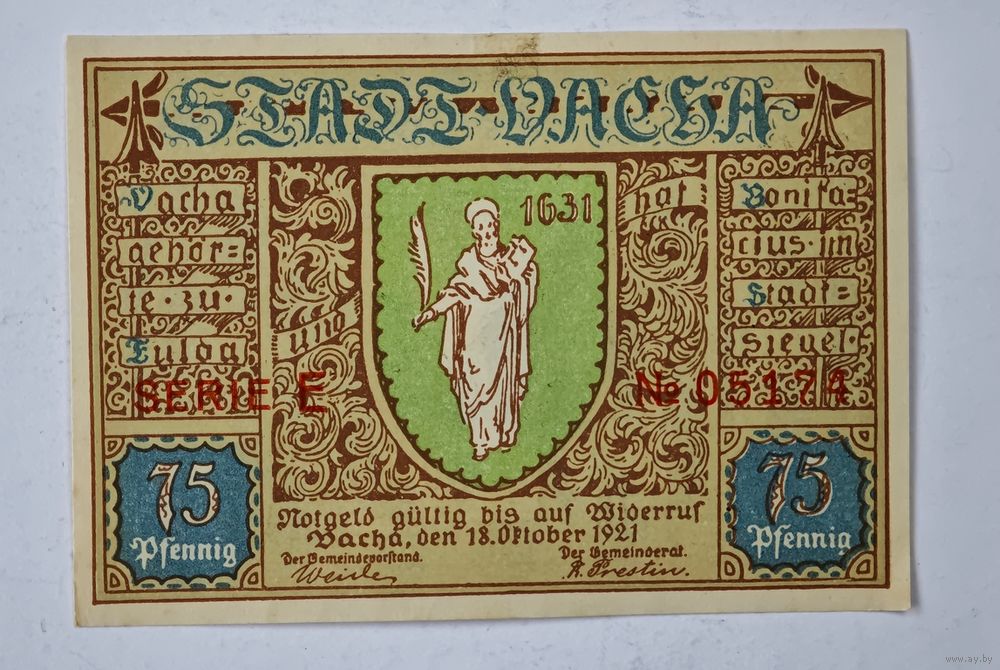 STADT·VACHA
Vacha
gehör=
te·zu·
Fulda
und
1631
hat
Bonifa=
cius·im
Stadt=
siegel·
SERIE E
№ 05174
75
Pfennig
75
Pfennig
Notgeld gültig bis auf Widerruf
Vacha, den 18.Oktober 1921
Der Gemeindevorstand.
Der Gemeinderat.
Weide
R. Prestin.
www.ay.by